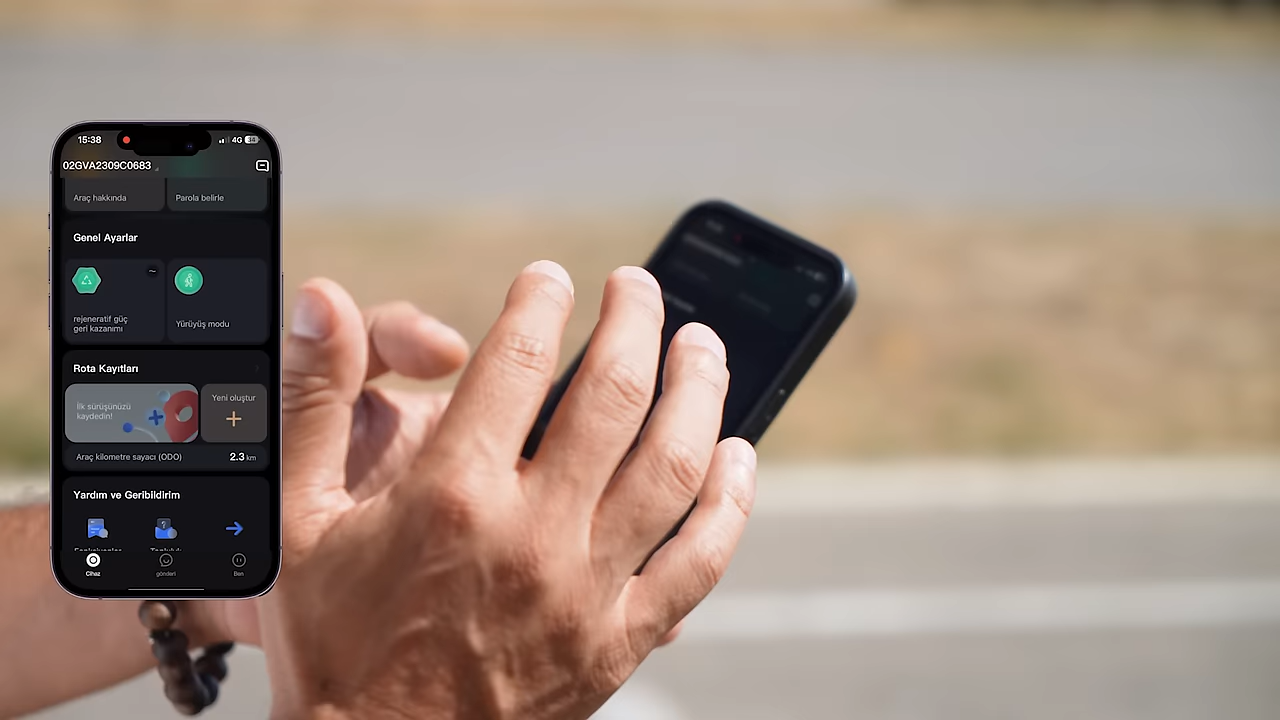 15:38
4G 34
02GVA2309C0683
Araç hakkında
Parola belirle
Genel Ayarlar
rejeneratif güç
geri kazanımı
Yürüyüş modu
Rota Kayıtları
İlk sürüşünüzü
kaydedin!
Yeni oluştur
Araç kilometre sayacı (ODO)
2.3 km
Yardım ve Geribildirim
Cihaz
gönderi
Ben